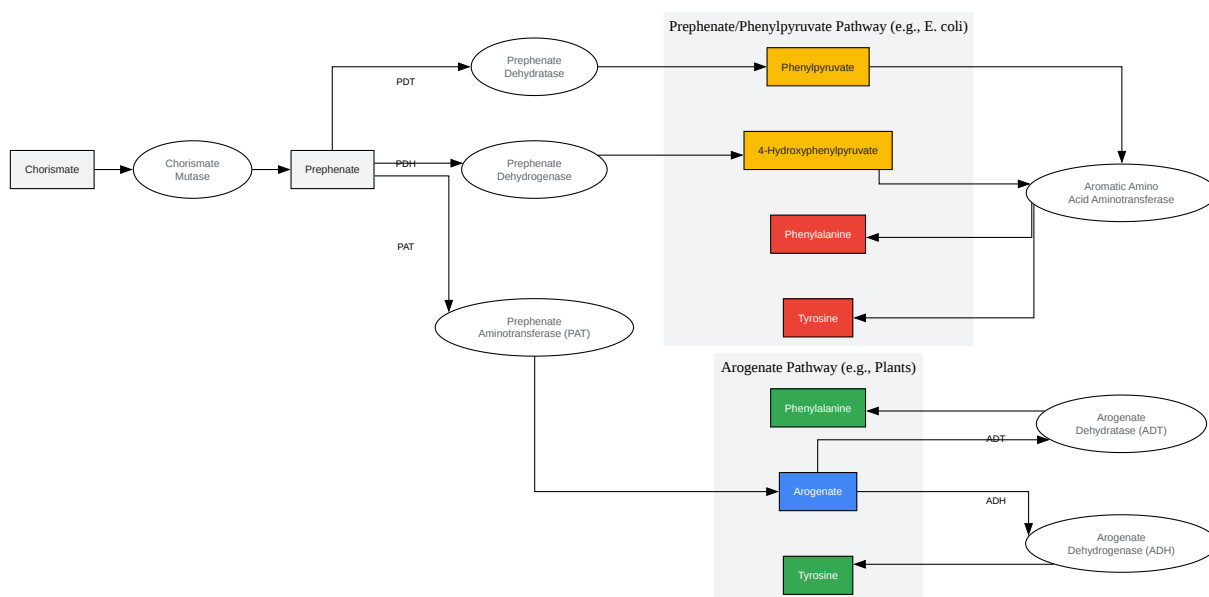 Prephenate/Phenylpyruvate Pathway (e.g., E. coli)
Prephenate
Dehydratase
Phenylpyruvate
PDT
Chorismate
Chorismate
Mutase
Prephenate
PDH
Prephenate
Dehydrogenase
4-Hydroxyphenylpyruvate
Aromatic Amino
Acid Aminotransferase
Phenylalanine
PAT
Tyrosine
Prephenate
Aminotransferase (PAT)
Arogenate Pathway (e.g., Plants)
Phenylalanine
Arogenate
Dehydratase (ADT)
ADT
Arogenate
ADH
Arogenate
Dehydrogenase (ADH)
Tyrosine